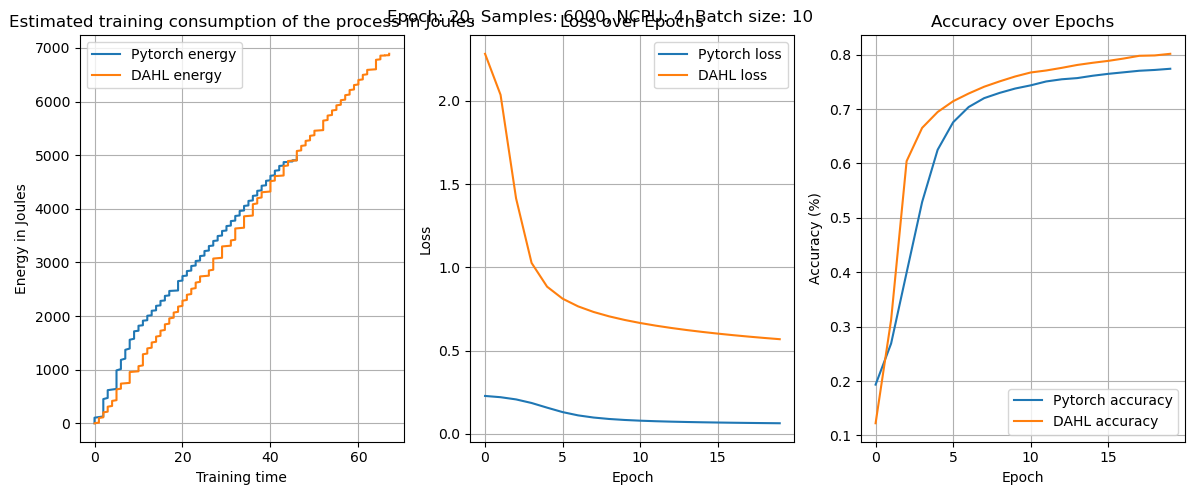 Epoch: 20, Samples: 6000, NCPU: 4, Batch size: 10
Estimated training consumption of the process in Joules
Pytorch energy
DAHL energy
Energy in Joules
7000
6000
5000
4000
3000
2000
1000
0
0 20 40 60
Training time
Loss over Epochs
Pytorch loss
DAHL loss
Loss
2.0
1.5
1.0
0.5
0.0
0 5 10 15
Epoch
Accuracy over Epochs
Accuracy (%)
0.8
0.7
0.6
0.5
0.4
0.3
0.2
0.1
Pytorch accuracy
DAHL accuracy
0 5 10 15
Epoch